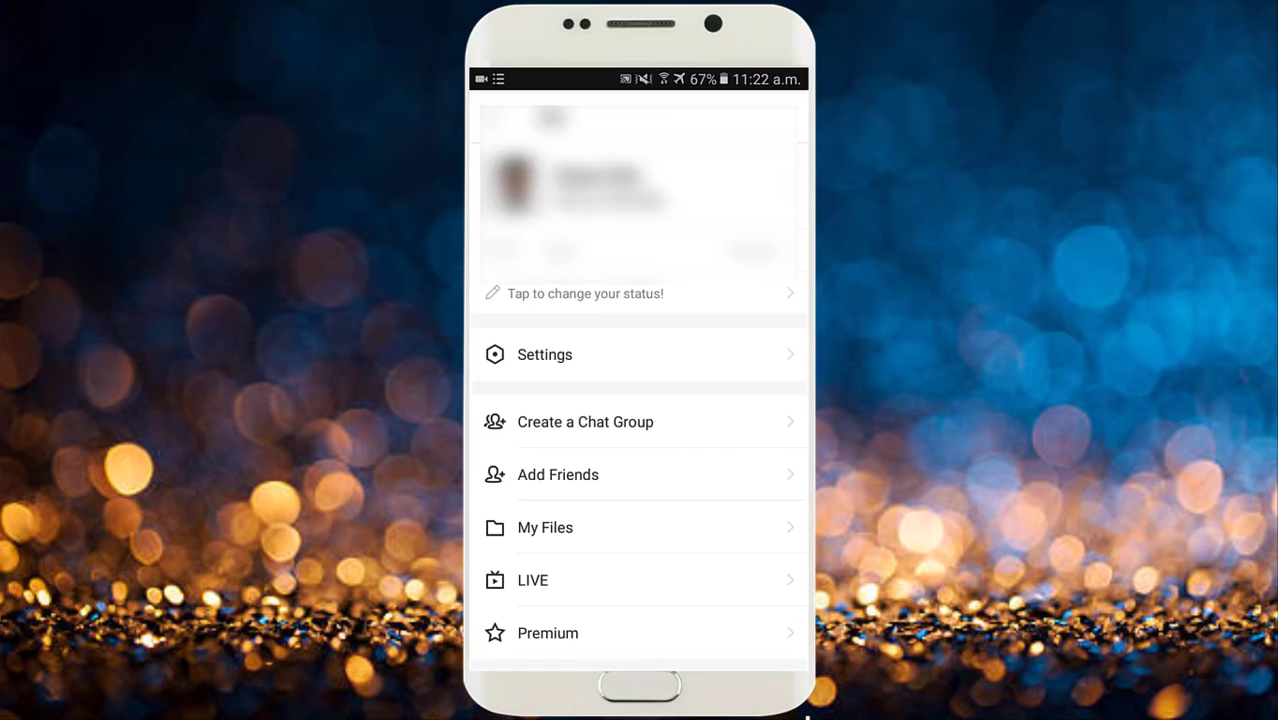 67% 11:22 a.m.
Tap to change your status!
Settings
Create a Chat Group
Add Friends
My Files
LIVE
Premium